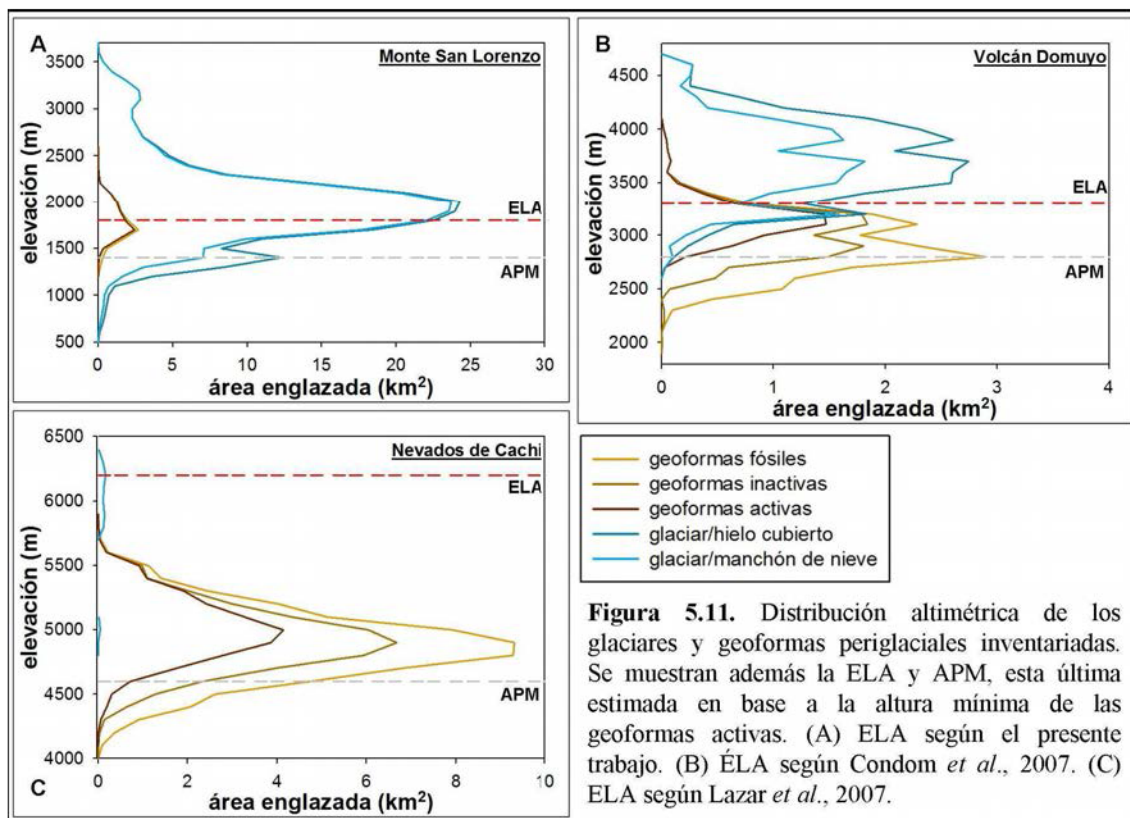 A
Monte San Lorenzo
3500
3000
2500
2000
1500
1000
500
elevación (m)
ELA
APM
0 5 10 15 20 25 30
área englazada (km²)
B
Volcán Domuyo
4500
4000
3500
3000
2500
2000
elevación (m)
ELA
APM
0 1 2 3 4
área englazada (km²)
Nevados de Cachi
6500
6000
5500
5000
4500
4000
elevación (m)
ELA
APM
C
0 2 4 6 8 10
área englazada (km²)
geoformas fósiles
geoformas inactivas
geoformas activas
glaciar/hielo cubierto
glaciar/manchón de nieve
Figura 5.11. Distribución altimétrica de los
glaciares y geoformas periglaciales inventariadas.
Se muestran además la ELA y APM, esta última
estimada en base a la altura mínima de las
geoformas activas. (A) ELA según el presente
trabajo. (B) ÉLA según Condom et al., 2007. (C)
ELA según Lazar et al., 2007.